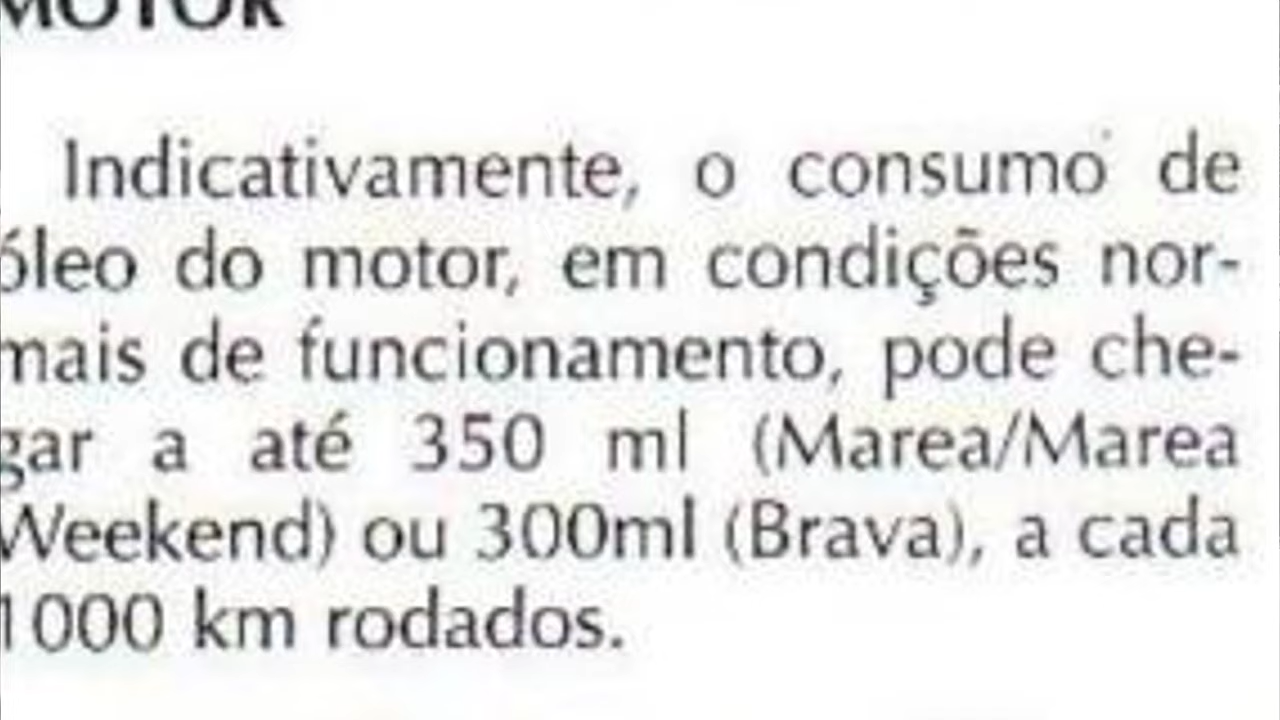 MOTOR
Indicativamente, o consumo de
óleo do motor, em condições nor-
mais de funcionamento, pode che-
gar a até 350 ml (Marea/Marea
Weekend) ou 300ml (Brava), a cada
1000 km rodados.